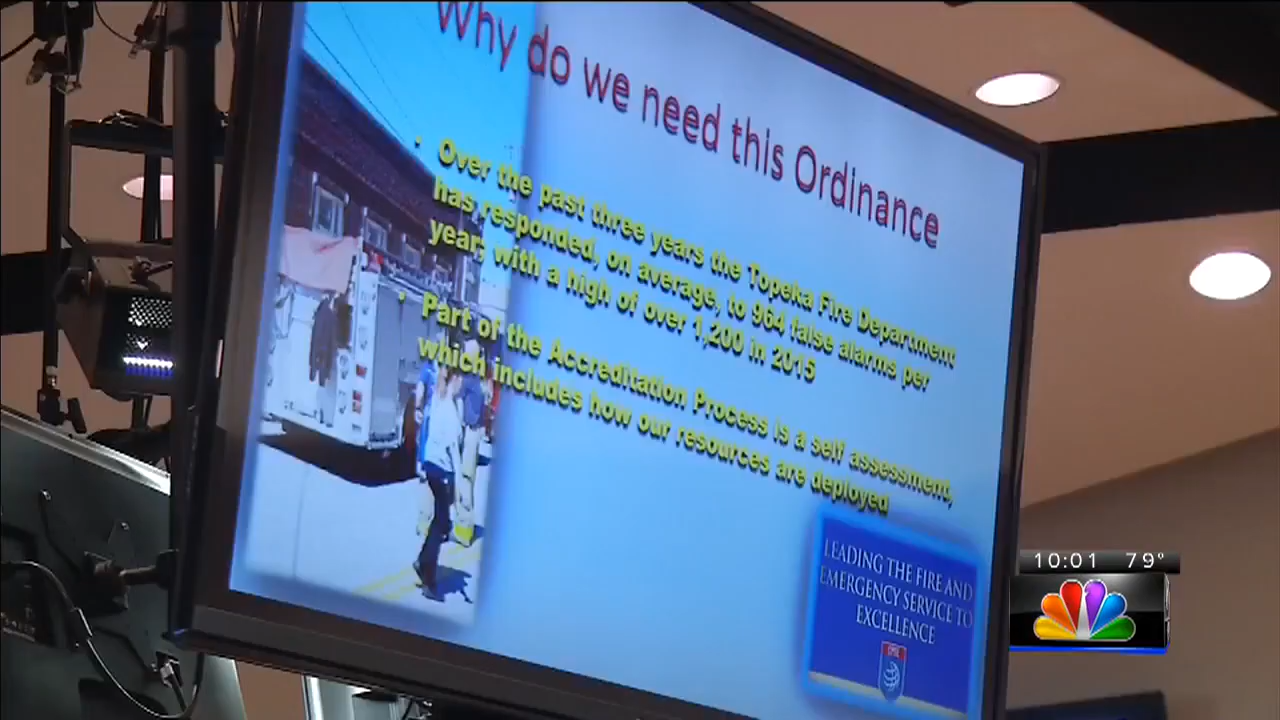 Why do we need this Ordinance
• Over the past three years the Topeka Fire Department
has responded, on average, to 964 false alarms per
year, with a high of over 1,200 in 2015
• Part of the Accreditation Process is a self assessment,
which includes how our resources are deployed
LEADING THE FIRE AND
EMERGENCY SERVICE TO
EXCELLENCE
10:01 79°